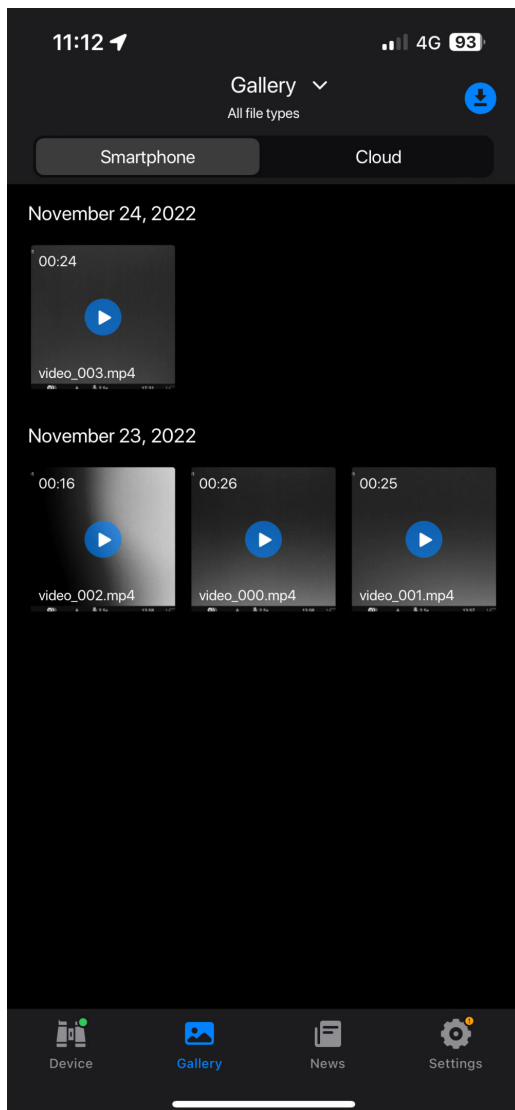 11:12
4G 93
Gallery
All file types
Smartphone Cloud
November 24, 2022
00:24
video_003.mp4
November 23, 2022
00:16 00:26 00:25
video_002.mp4 video_000.mp4 video_001.mp4
Device Gallery News Settings